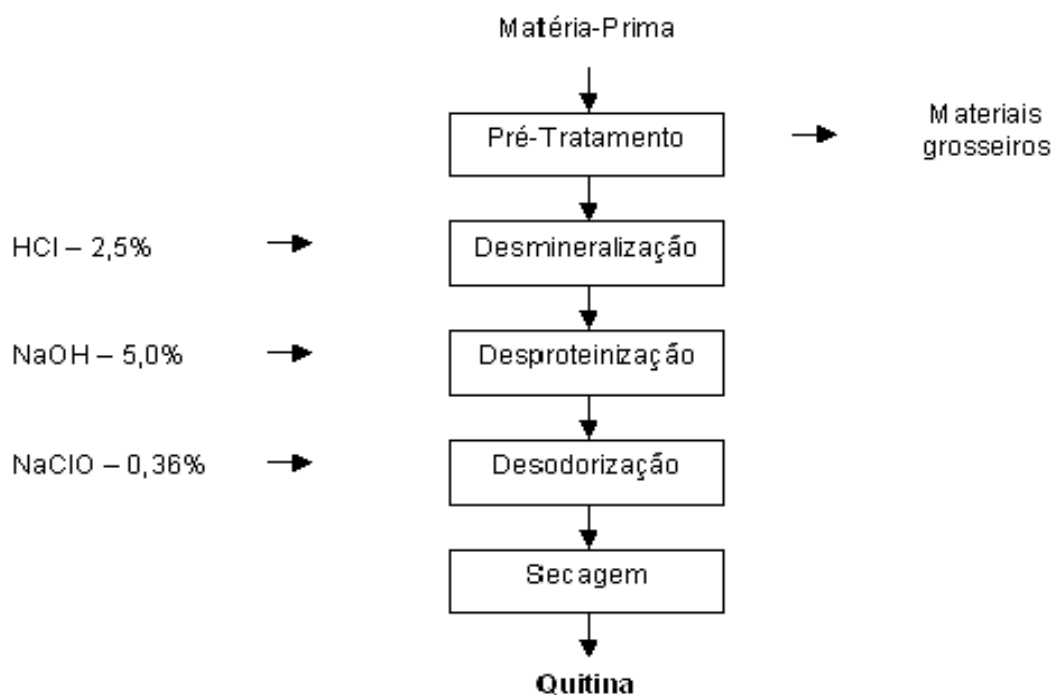 Matéria-Prima
Pré-Tratamento
Materiais
grosseiros
HCl – 2,5%
Desmineralização
NaOH – 5,0%
Desproteinização
NaClO – 0,36%
Desodorização
Secagem
Quitina